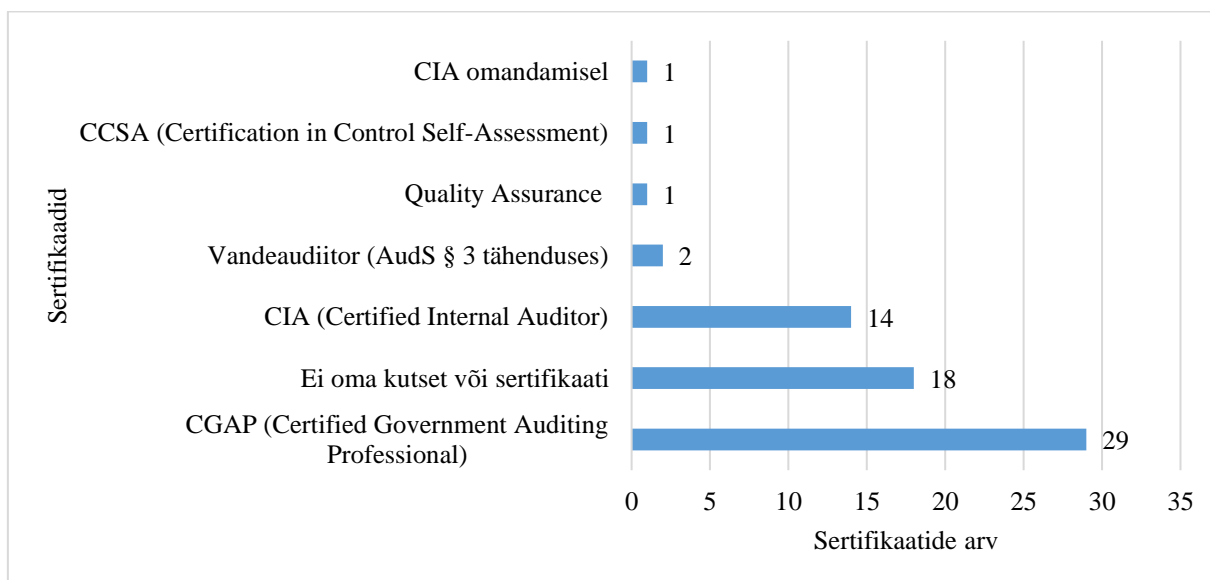 Sertifikaadid
CIA omandamisel
1
CCSA (Certification in Control Self-Assessment)
1
Quality Assurance
1
Vandeaudiitor (AudS § 3 tähenduses)
2
CIA (Certified Internal Auditor)
14
Ei oma kutset või sertifikaati
18
CGAP (Certified Government Auditing
Professional)
29
0 5 10 15 20 25 30 35
Sertifikaatide arv